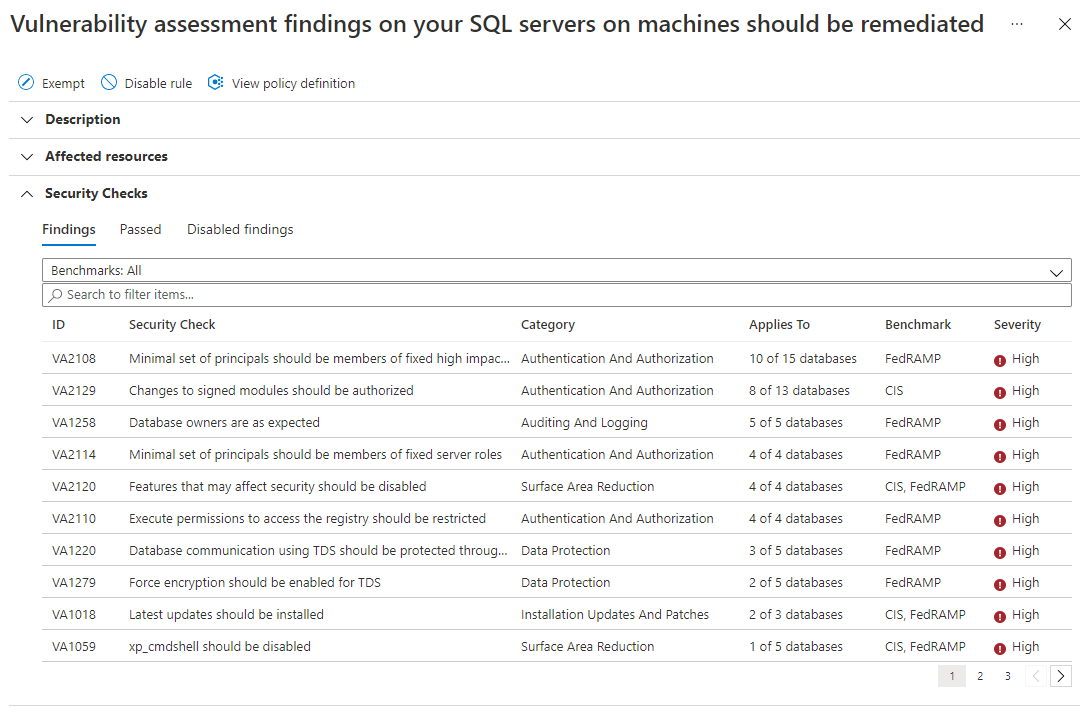 Vulnerability assessment findings on your SQL servers on machines should be remediated ...
Exempt Disable rule View policy definition
Description
Affected resources
Security Checks
Findings Passed Disabled findings
Benchmarks: All
Search to filter items...
ID Security Check Category Applies To Benchmark Severity
VA2108 Minimal set of principals should be members of fixed high impac... Authentication And Authorization 10 of 15 databases FedRAMP High
VA2129 Changes to signed modules should be authorized Authentication And Authorization 8 of 13 databases CIS High
VA1258 Database owners are as expected Auditing And Logging 5 of 5 databases FedRAMP High
VA2114 Minimal set of principals should be members of fixed server roles Authentication And Authorization 4 of 4 databases FedRAMP High
VA2120 Features that may affect security should be disabled Surface Area Reduction 4 of 4 databases CIS, FedRAMP High
VA2110 Execute permissions to access the registry should be restricted Authentication And Authorization 4 of 4 databases FedRAMP High
VA1220 Database communication using TDS should be protected throug... Data Protection 3 of 5 databases FedRAMP High
VA1279 Force encryption should be enabled for TDS Data Protection 2 of 5 databases FedRAMP High
VA1018 Latest updates should be installed Installation Updates And Patches 2 of 3 databases CIS, FedRAMP High
VA1059 xp_cmdshell should be disabled Surface Area Reduction 1 of 5 databases CIS, FedRAMP High
1 2 3